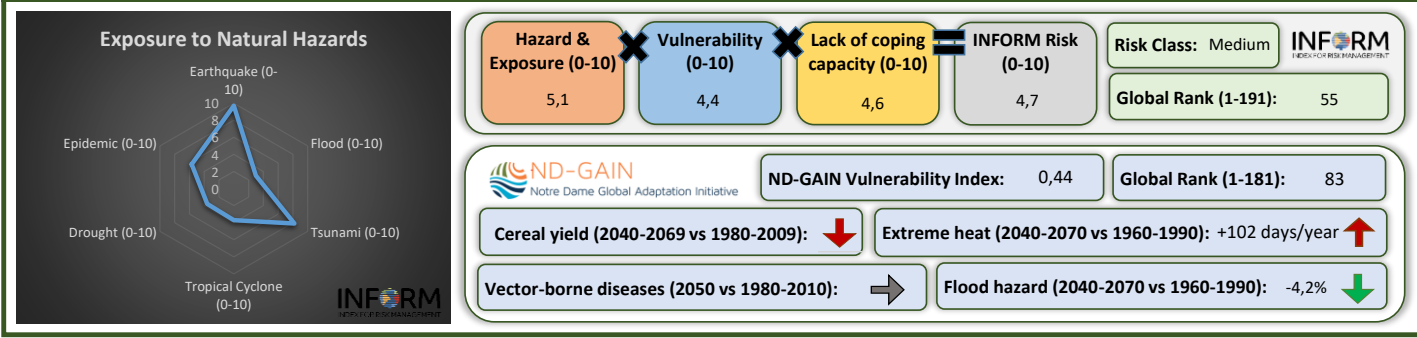 Exposure to Natural Hazards
Earthquake (0-
10)
10
8
6
4
2
0
Flood (0-10)
Tsunami (0-10)
Tropical Cyclone
(0-10)
Drought (0-10)
Epidemic (0-10)
INFORM
INDEX FOR RISK MANAGEMENT
Hazard &
Exposure (0-10)
5,1
Vulnerability
(0-10)
4,4
Lack of coping
capacity (0-10)
4,6
INFORM Risk
(0-10)
4,7
Risk Class: Medium
INFORM
INDEX FOR RISK MANAGEMENT
Global Rank (1-191): 55
ND-GAIN
Notre Dame Global Adaptation Initiative
ND-GAIN Vulnerability Index: 0,44
Global Rank (1-181): 83
Cereal yield (2040-2069 vs 1980-2009):
Extreme heat (2040-2070 vs 1960-1990): +102 days/year
Vector-borne diseases (2050 vs 1980-2010):
Flood hazard (2040-2070 vs 1960-1990): -4,2%